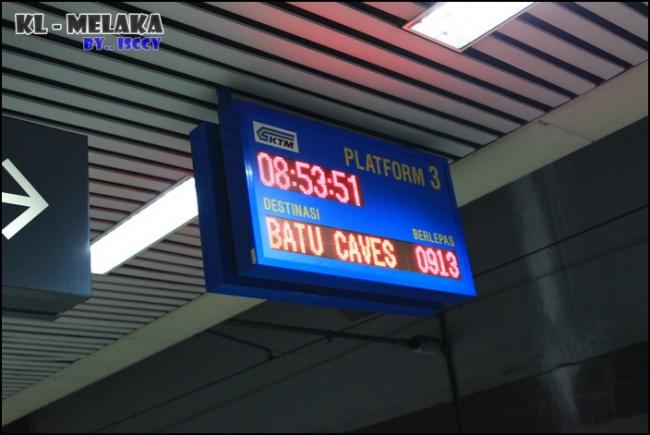 KL - MELAKA
BY.. ISCCY
KTM
PLATFORM 3
08:53:51
DESTINASI
BERLEPAS
BATU CAVES 0913